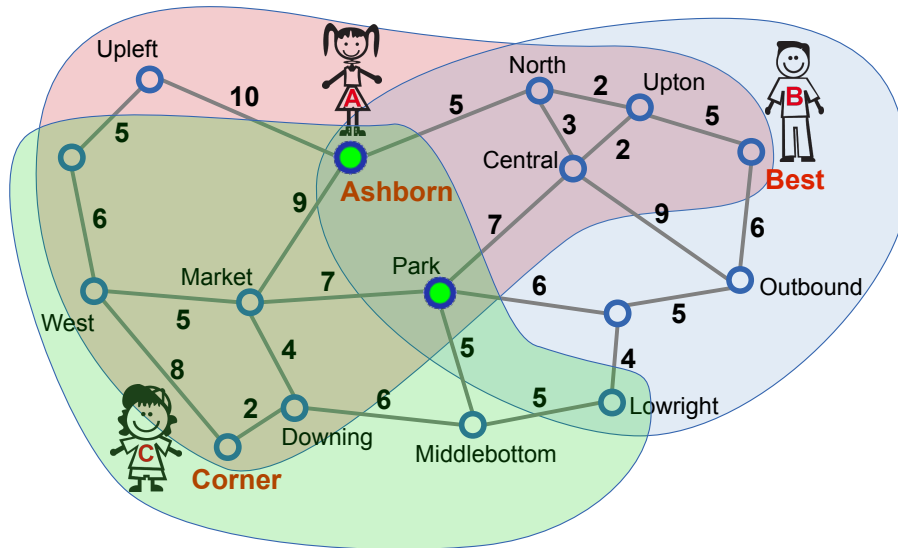 Upleft
North
Upton
A
B
10
5
2
5
5
3
2
Central
Best
Ashborn
9
6
7
9
6
Park
Market
7
6
Outbound
West
5
5
8
4
5
4
2
6
5
Lowright
Downing
C
Middlebottom
Corner